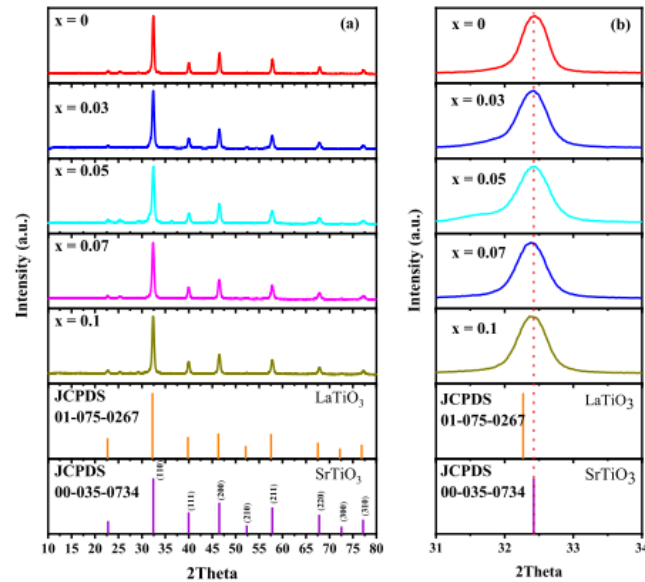 (a)
x = 0
x = 0.03
x = 0.05
x = 0.07
x = 0.1
JCPDS
01-075-0267
LaTiO3
JCPDS
00-035-0734
SrTiO3
(110)
(111)
(200)
(210)
(211)
(220)
(300)
(310)
10 15 20 25 30 35 40 45 50 55 60 65 70 75 80
2Theta
Intensity (a.u.)
(b)
x = 0
x = 0.03
x = 0.05
x = 0.07
x = 0.1
JCPDS
01-075-0267
LaTiO3
JCPDS
00-035-0734
SrTiO3
31 32 33 34
2Theta
Intensity (a.u.)